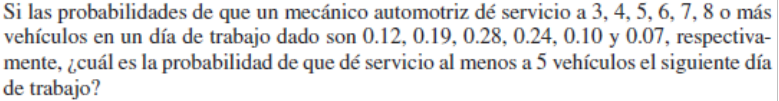 Si las probabilidades de que un mecánico automotriz dé servicio a 3, 4, 5, 6, 7, 8 o más
vehículos en un día de trabajo dado son 0.12, 0.19, 0.28, 0.24, 0.10 y 0.07, respectiva-
mente, ¿cuál es la probabilidad de que dé servicio al menos a 5 vehículos el siguiente día
de trabajo?